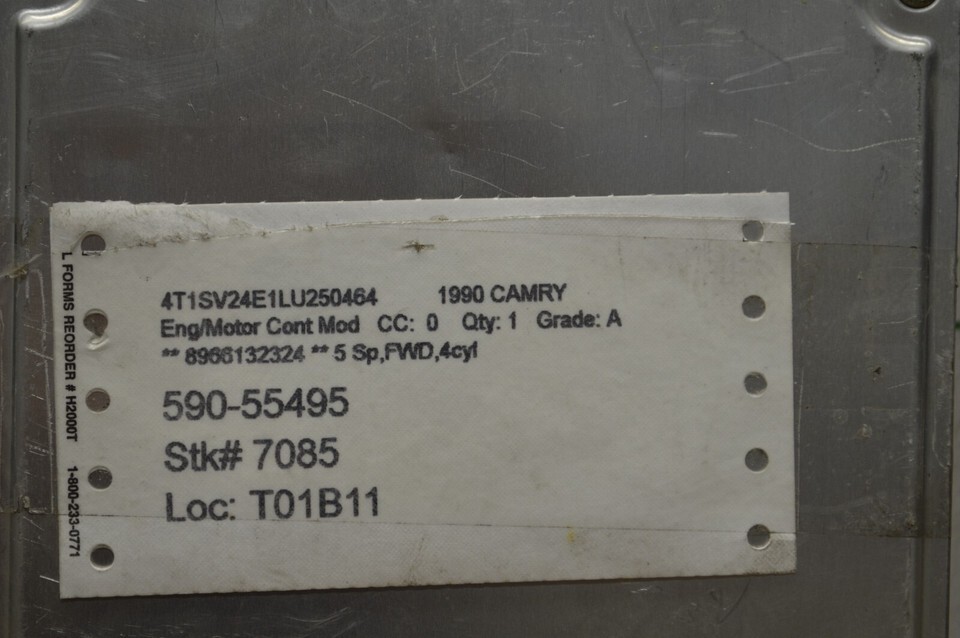 4T1SV24E1LU250464 1990 CAMRY
Eng/Motor Cont Mod CC: 0 Qty: 1 Grade: A
** 8966132324 ** 5 Sp,FWD,4cyl
590-55495
Stk# 7085
Loc: T01B11
L FORMS REORDER # H2000T 1-800-233-0771